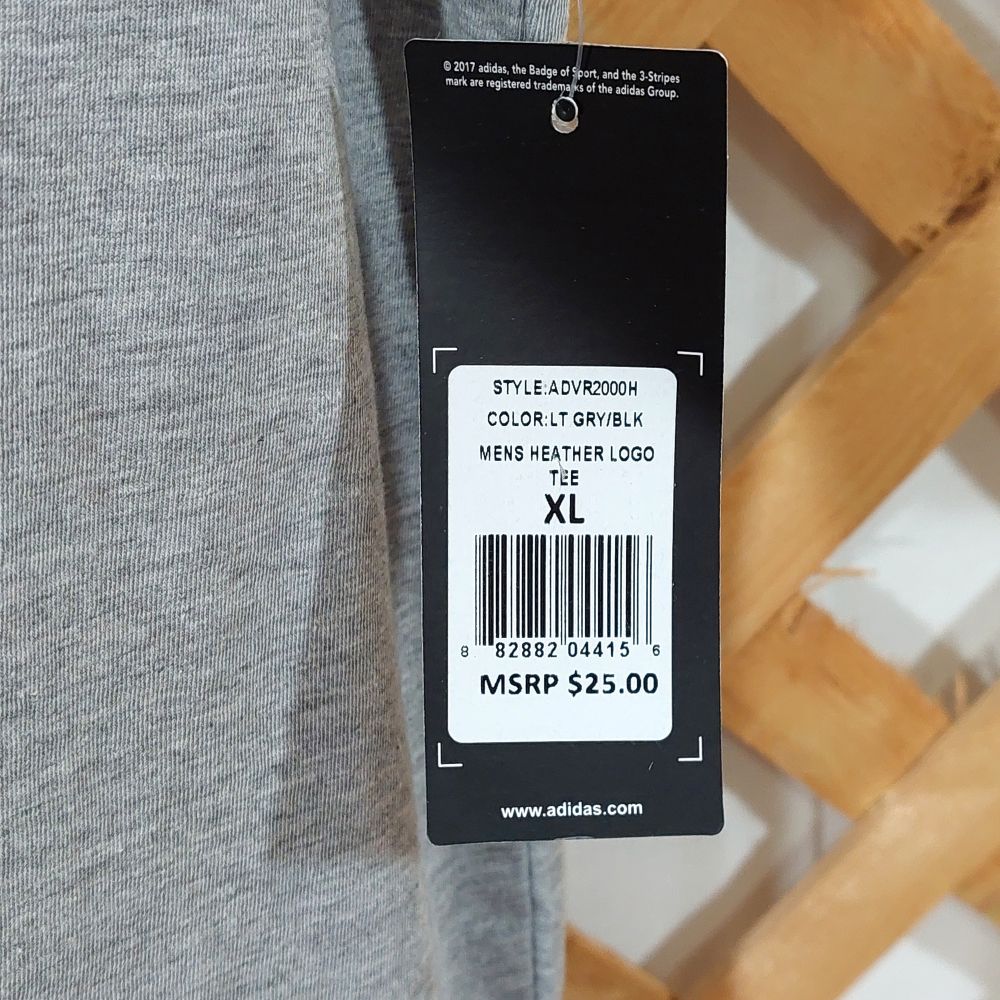 © 2017 adidas, the Badge of Sport, and the 3-Stripes
mark are registered trademarks of the adidas Group.
STYLE:ADVR2000H
COLOR:LT GRY/BLK
MENS HEATHER LOGO
TEE
XL
8 82882 04415 6
MSRP $25.00
www.adidas.com